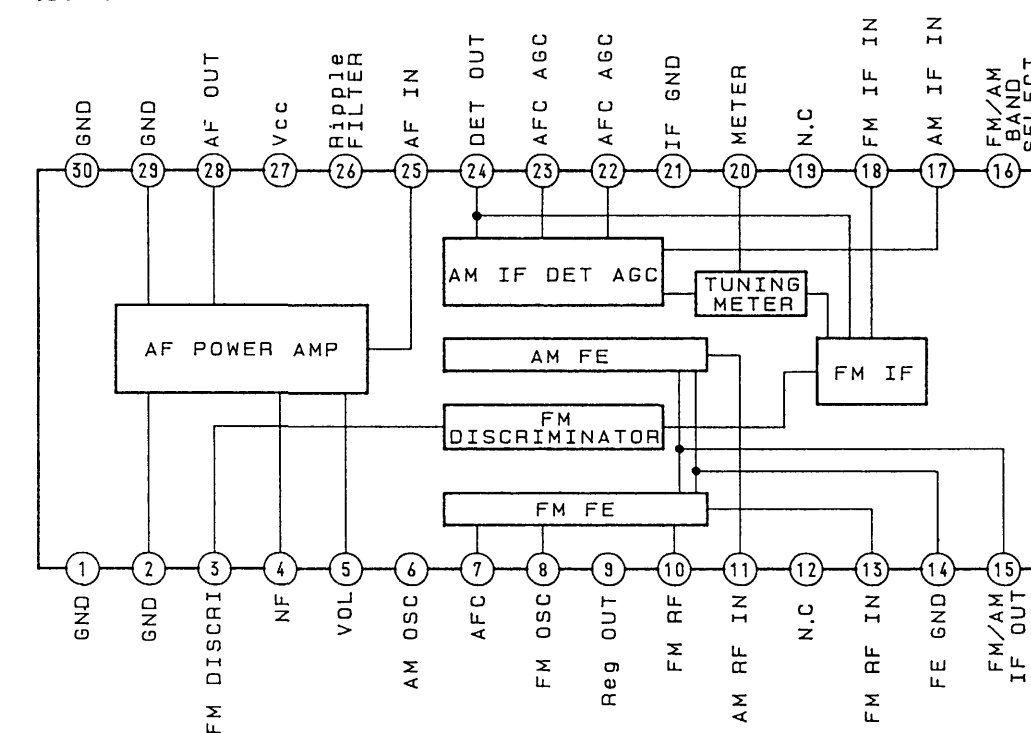 GND
GND
AF OUT
Vcc
Ripple
FILTER
AF IN
DET OUT
AFC AGC
AFC AGC
IF GND
METER
N.C
FM IF IN
AM IF IN
FM/AM
BAND
SELECT
30
29
28
27
26
25
24
23
22
21
20
19
18
17
16
AM IF DET AGC
TUNING
METER
AF POWER AMP
AM FE
FM IF
FM
DISCRIMINATOR
FM FE
1
2
3
4
5
6
7
8
9
10
11
12
13
14
15
GND
GND
FM DISCRI
NF
VOL
AM OSC
AFC
FM OSC
Reg OUT
FM RF
AM RF IN
N.C
FM RF IN
FE GND
FM/AM
IF OUT